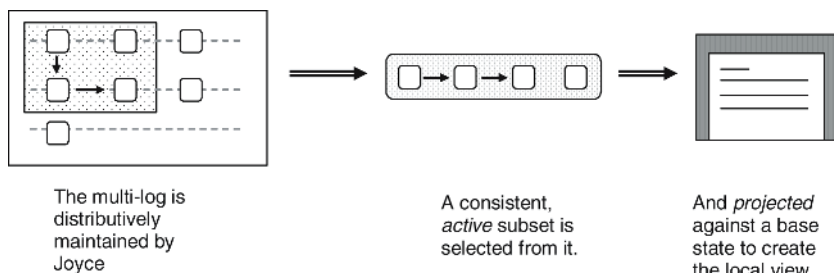 The multi-log is
distributively
maintained by
Joyce
A consistent,
active subset is
selected from it.
And projected
against a base
state to create
the local view